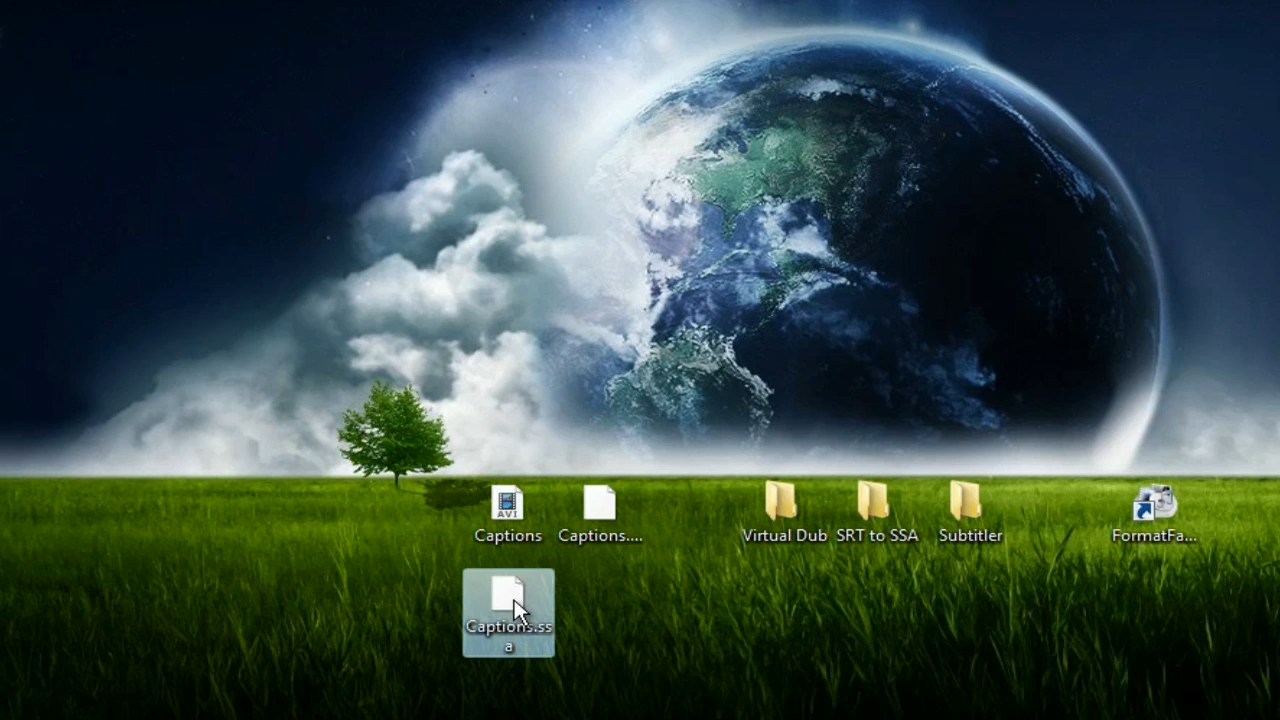 AVI
Captions
Captions....
Virtual Dub
SRT to SSA
Subtitler
FormatFa...
Captions.ss
a